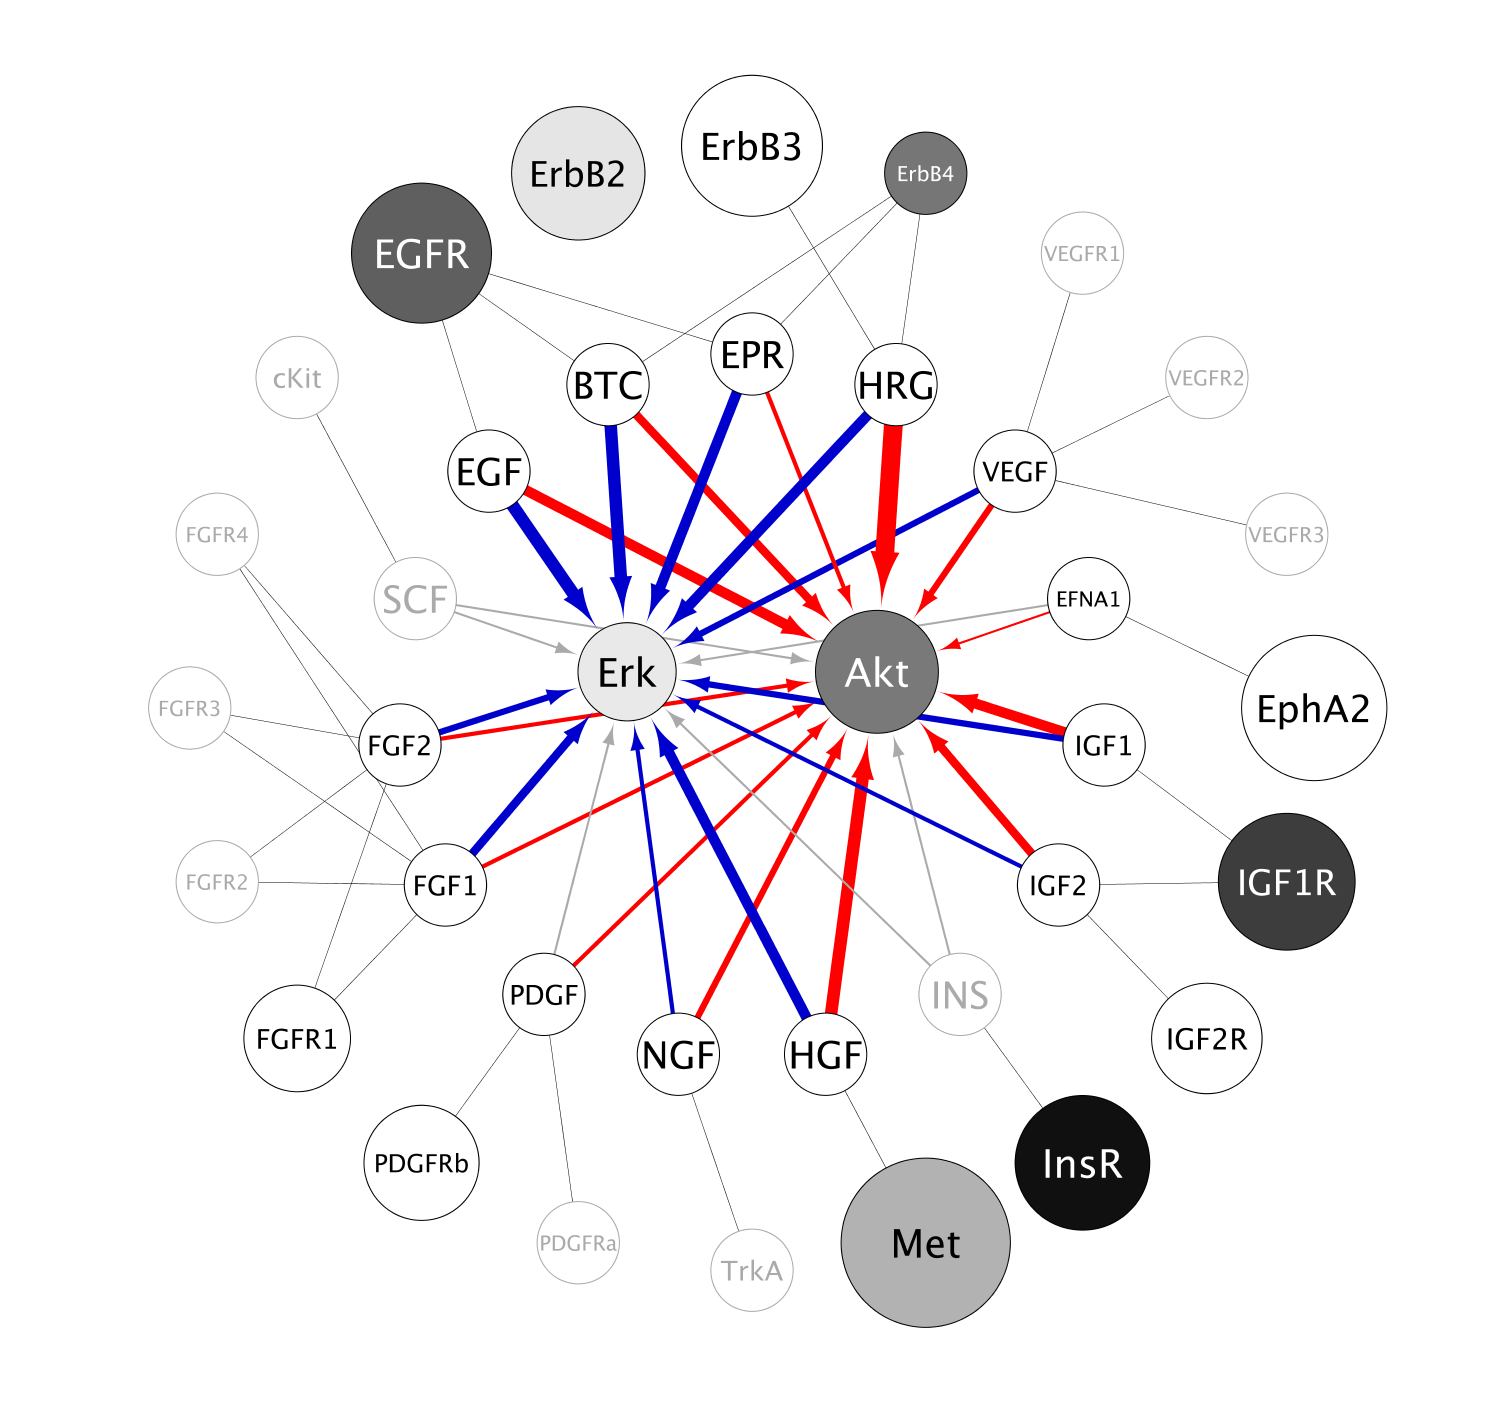 ErbB3
ErbB2
ErbB4
EGFR
VEGFR1
EPR
cKit
BTC
HRG
VEGFR2
EGF
VEGF
FGFR4
VEGFR3
SCF
EFNA1
Erk
Akt
FGFR3
EphA2
FGF2
IGF1
FGFR2
FGF1
IGF2
IGF1R
PDGF
INS
FGFR1
NGF
HGF
IGF2R
PDGFRb
InsR
PDGFRa
Met
TrkA